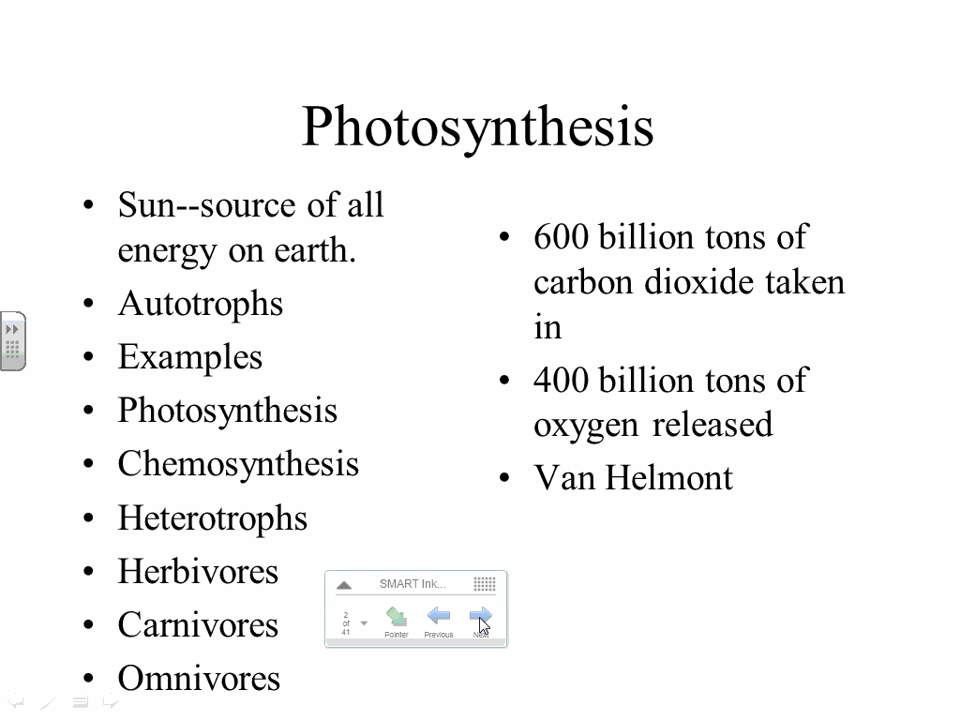 Photosynthesis
Sun--source of all
energy on earth.
Autotrophs
Examples
Photosynthesis
Chemosynthesis
Heterotrophs
Herbivores
Carnivores
Omnivores
600 billion tons of
carbon dioxide taken
in
400 billion tons of
oxygen released
Van Helmont
SMART Ink...
2
of
41
Pointer
Previous
Next